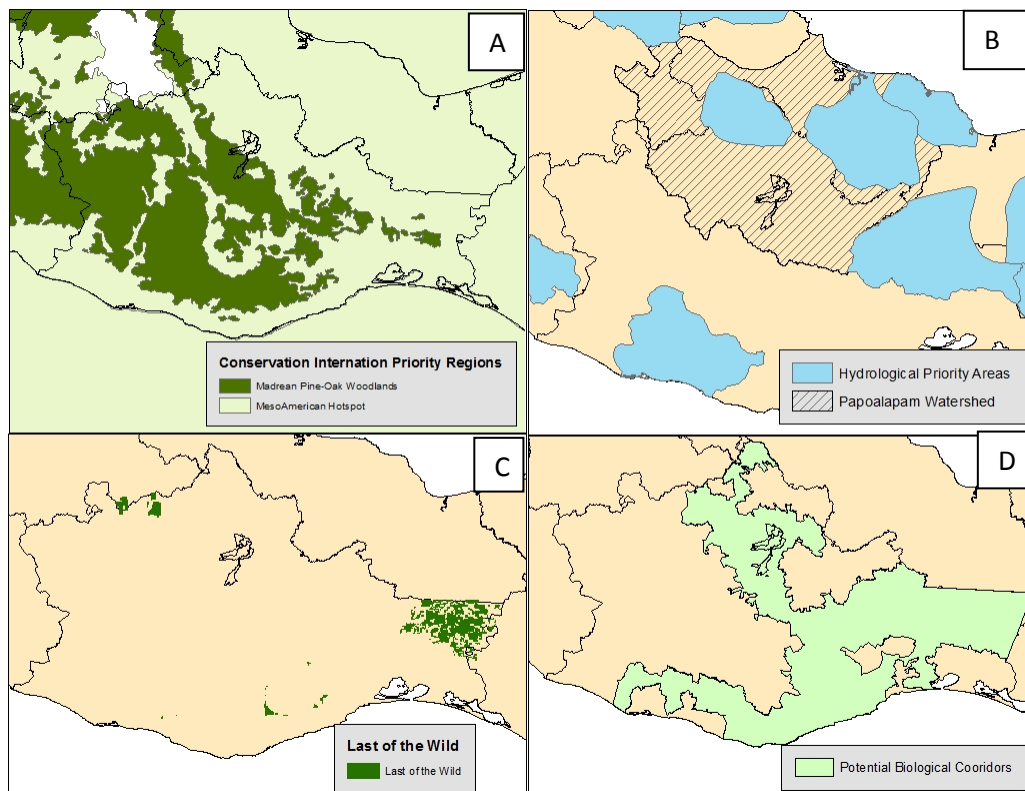 A
Conservation Internation Priority Regions
Madrean Pine-Oak Woodlands
MesoAmerican Hotspot
B
Hydrological Priority Areas
Papoalapam Watershed
C
Last of the Wild
Last of the Wild
D
Potential Biological Cooridors